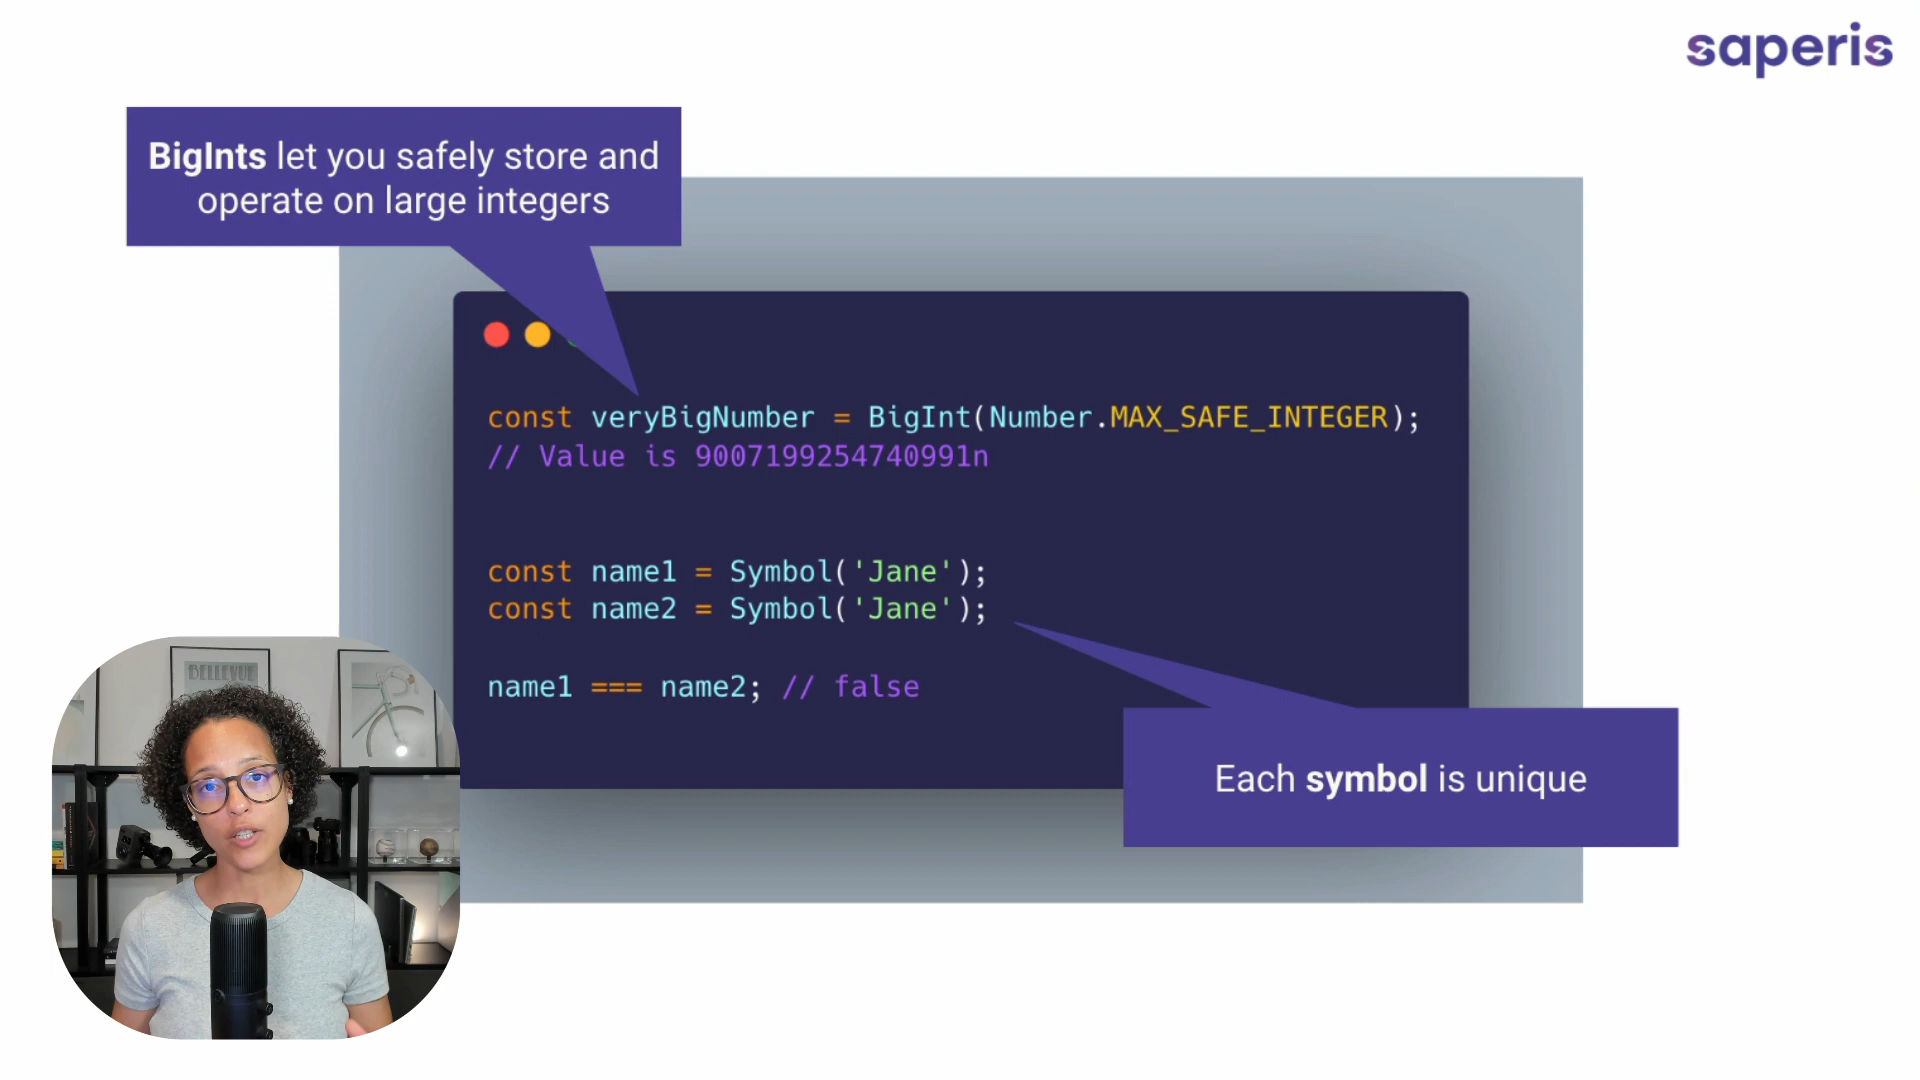 saperis
BigInts let you safely store and
operate on large integers
const veryBigNumber = BigInt(Number.MAX_SAFE_INTEGER);
// Value is 9007199254740991n
const name1 = Symbol('Jane');
const name2 = Symbol('Jane');
name1 === name2; // false
Each symbol is unique
BELLEVUE